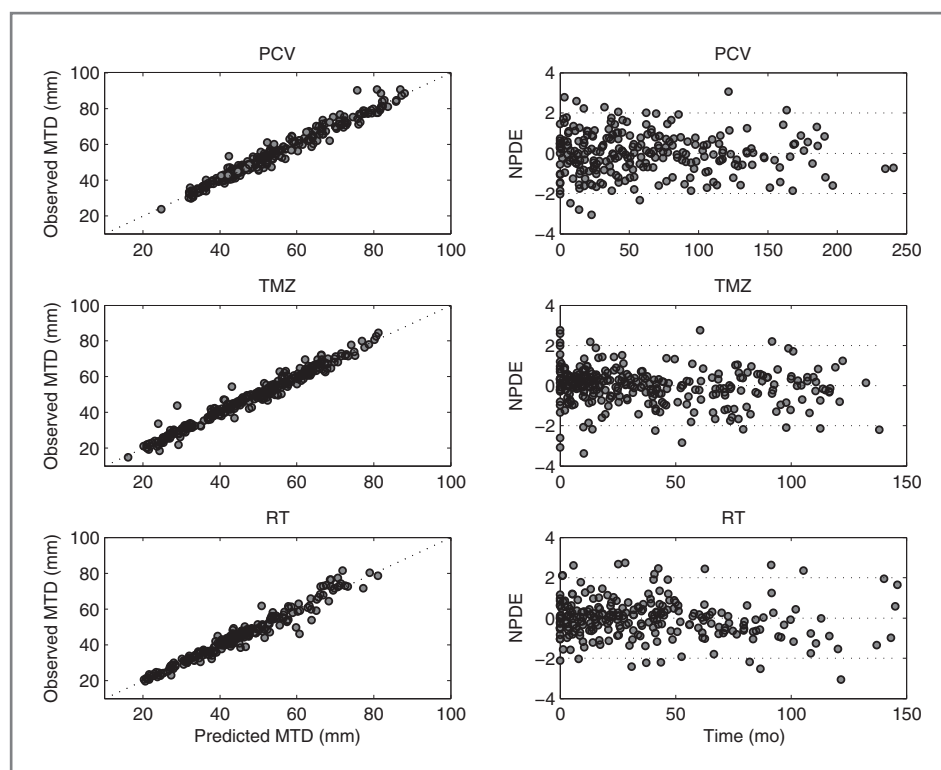 PCV
Observed MTD (mm)
100
80
60
40
20
20 40 60 80 100
PCV
NPDE
4
2
0
−2
−4
0 50 100 150 200 250
TMZ
Observed MTD (mm)
100
80
60
40
20
20 40 60 80 100
TMZ
NPDE
4
2
0
−2
−4
0 50 100 150
RT
Observed MTD (mm)
100
80
60
40
20
20 40 60 80 100
Predicted MTD (mm)
RT
NPDE
4
2
0
−2
−4
0 50 100 150
Time (mo)